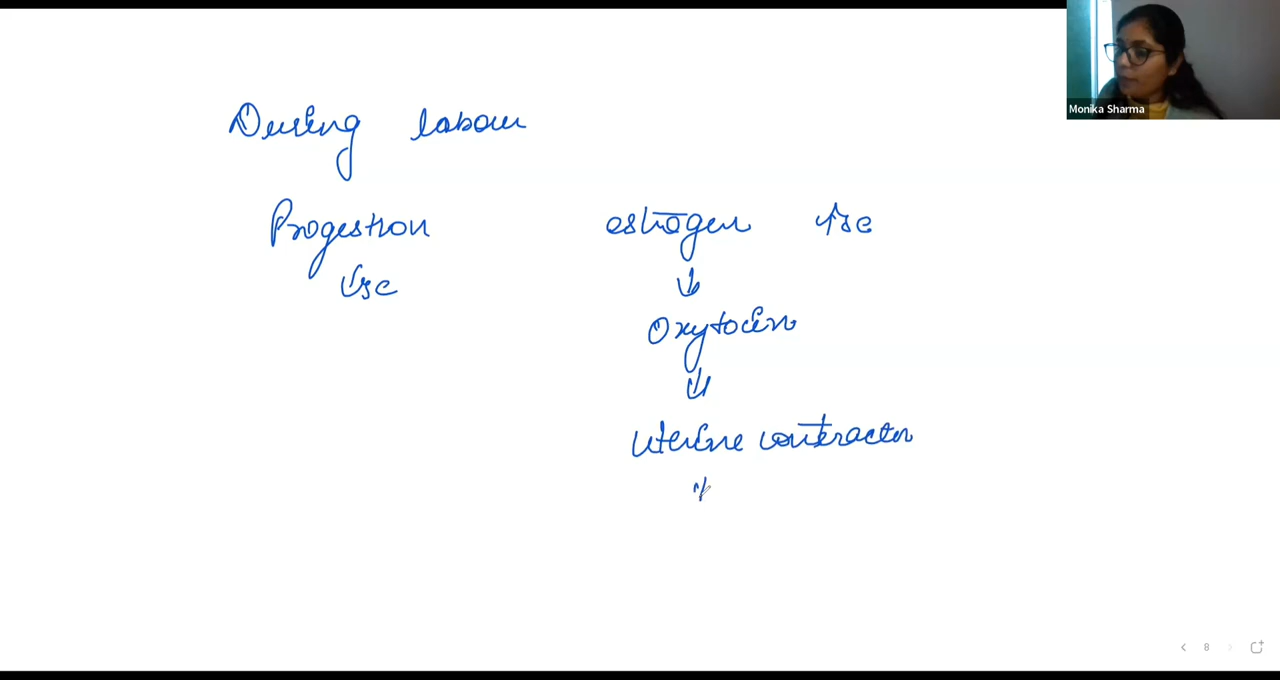 During labour
Progestron estrogen ↑se
↓se
↓
Oxytocin
↓
Uterine contraction
Monika Sharma
8